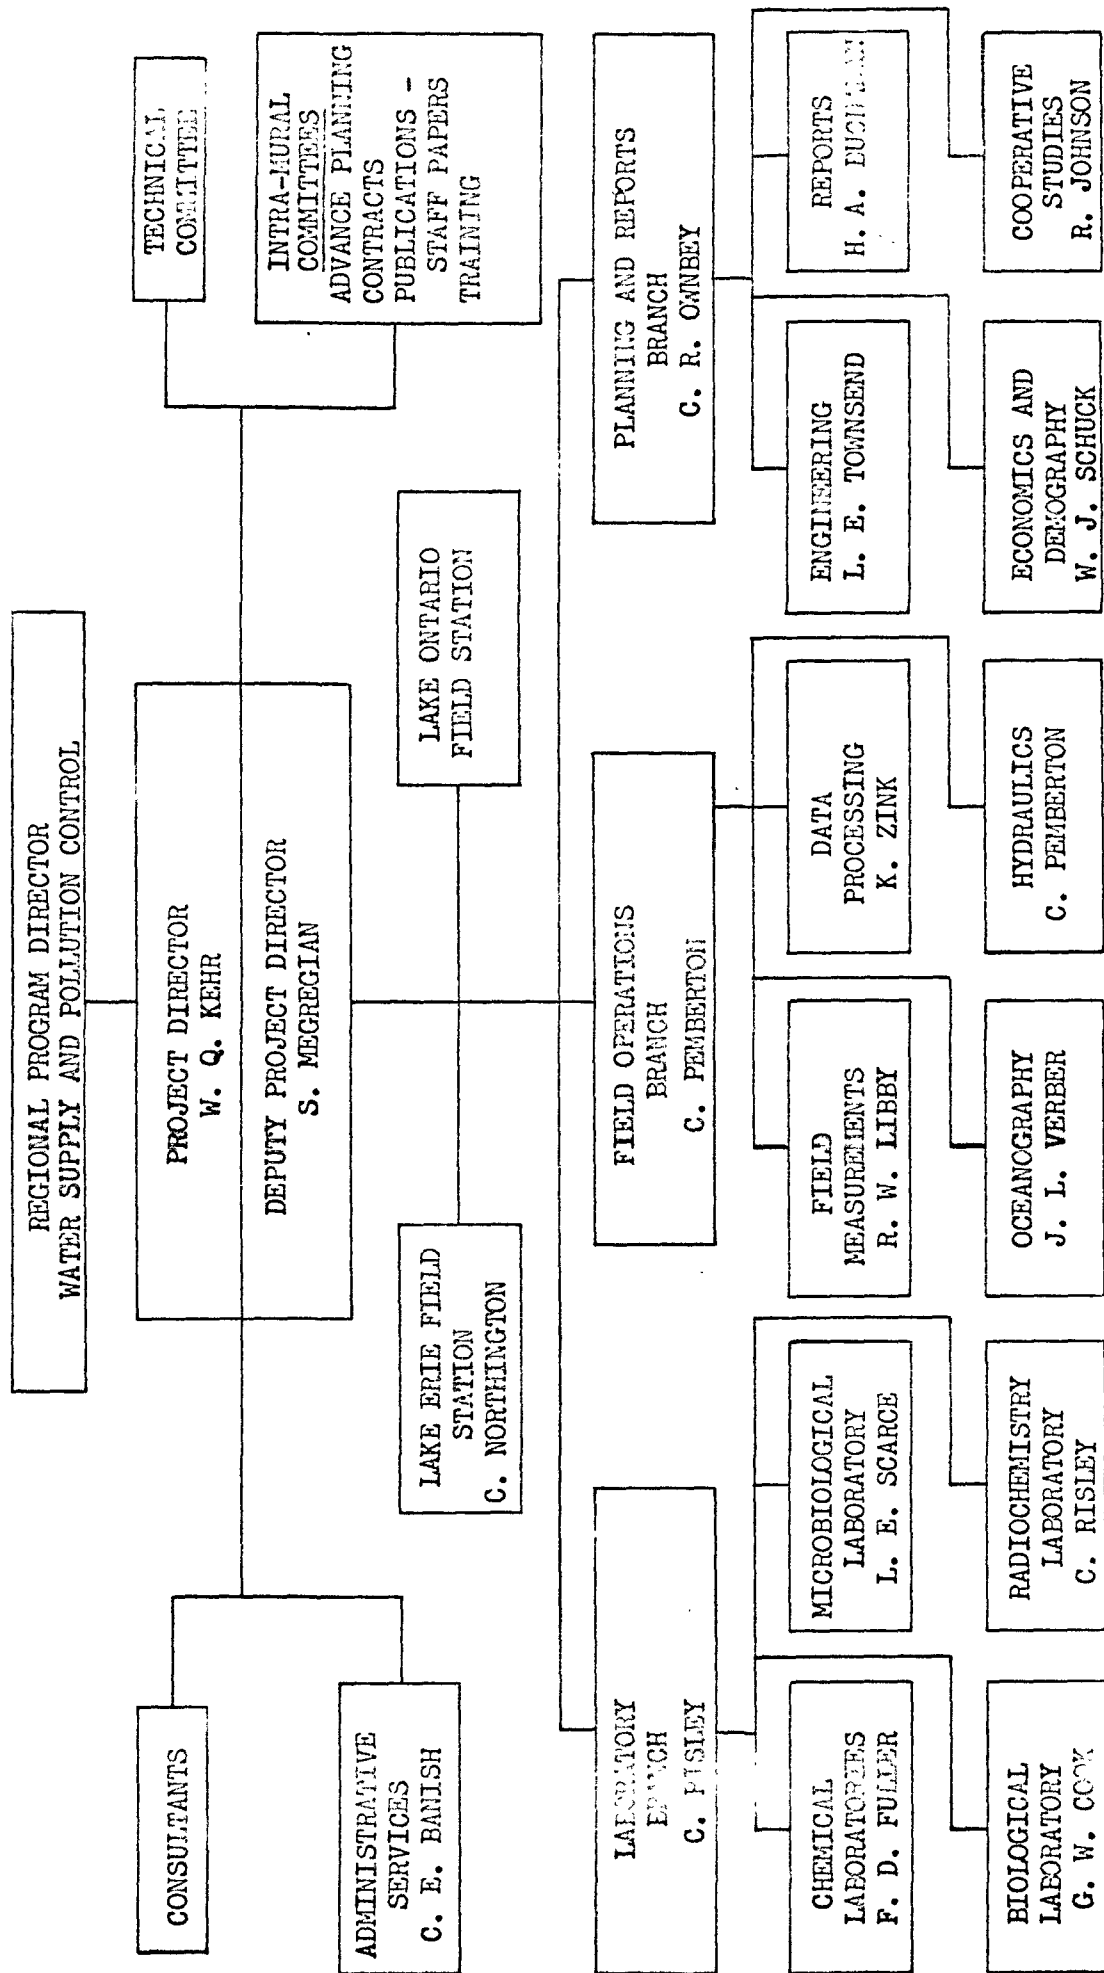 REGIONAL PROGRAM DIRECTOR
WATER SUPPLY AND POLLUTION CONTROL
PROJECT DIRECTOR
W. Q. KEHR
DEPUTY PROJECT DIRECTOR
S. MEGREGIAN
CONSULTANTS
ADMINISTRATIVE
SERVICES
C. E. BANISH
TECHNICAL
COMMITTEE
INTRA-MURAL
COMMITTEES
ADVANCE PLANNING
CONTRACTS
PUBLICATIONS -
STAFF PAPERS
TRAINING
LAKE ERIE FIELD
STATION
C. NORTHINGTON
LAKE ONTARIO
FIELD STATION
LABORATORY
BRANCH
C. RISLEY
FIELD OPERATIONS
BRANCH
C. PEMBERTON
PLANNING AND REPORTS
BRANCH
C. R. OWNBEY
CHEMICAL
LABORATORIES
F. D. FULLER
MICROBIOLOGICAL
LABORATORY
L. E. SCARCE
FIELD
MEASUREMENTS
R. W. LIBBY
DATA
PROCESSING
K. ZINK
ENGINEERING
L. E. TOWNSEND
REPORTS
H. A.
BIOLOGICAL
LABORATORY
G. W. COOK
RADIOCHEMISTRY
LABORATORY
C. RISLEY
OCEANOGRAPHY
J. L. VERBER
HYDRAULICS
C. PEMBERTON
ECONOMICS AND
DEMOGRAPHY
W. J. SCHUCK
COOPERATIVE
STUDIES
R. JOHNSON